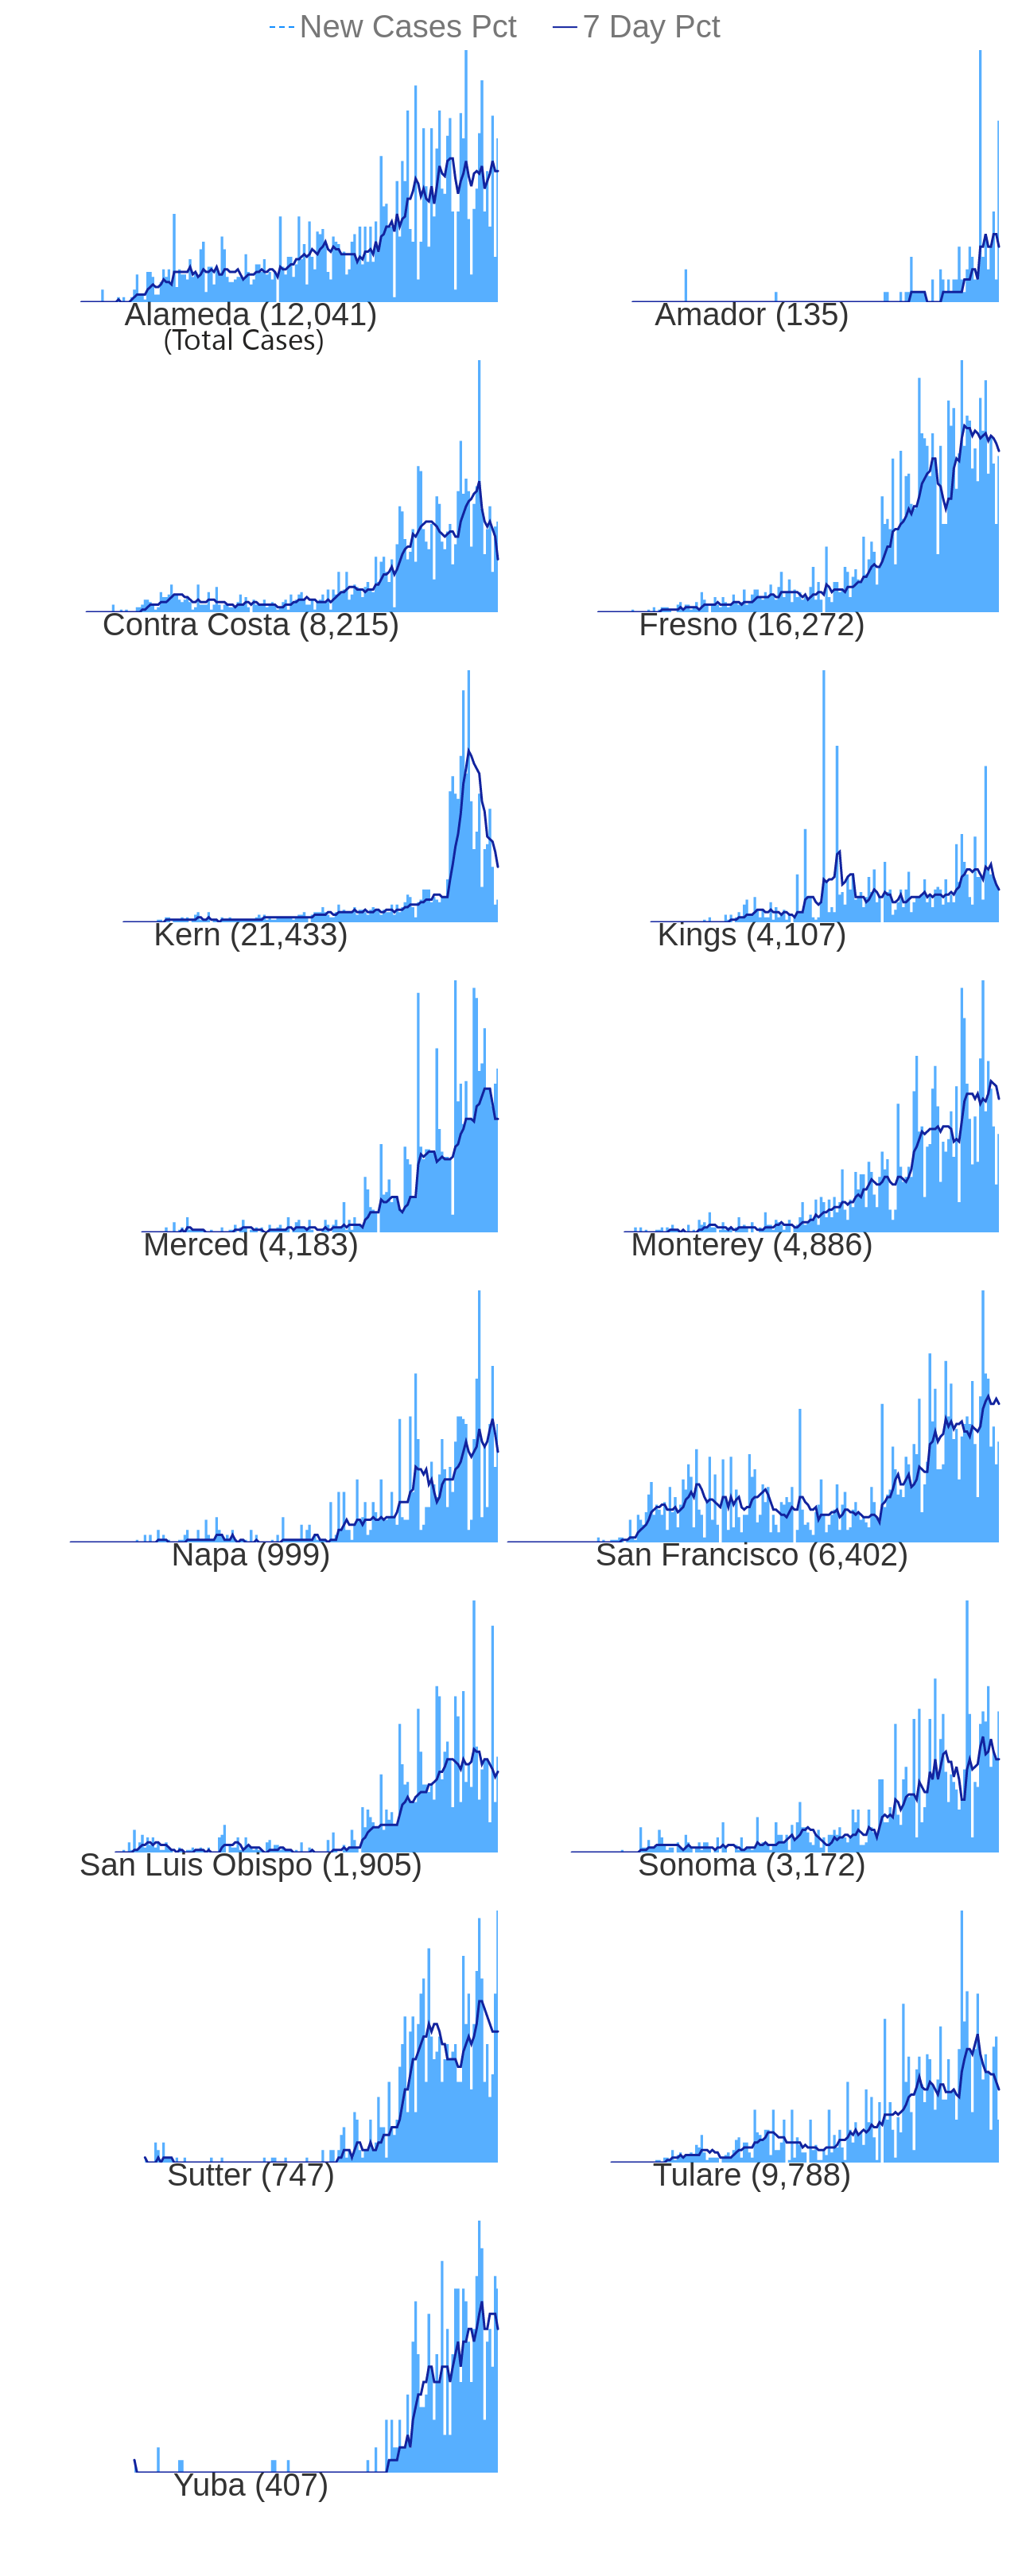 New Cases Pct 7 Day Pct
Alameda (12,041) Amador (135)
(Total Cases)
Contra Costa (8,215) Fresno (16,272)
Kern (21,433) Kings (4,107)
Merced (4,183) Monterey (4,886)
Napa (999) San Francisco (6,402)
San Luis Obispo (1,905) Sonoma (3,172)
Sutter (747) Tulare (9,788)
Yuba (407)